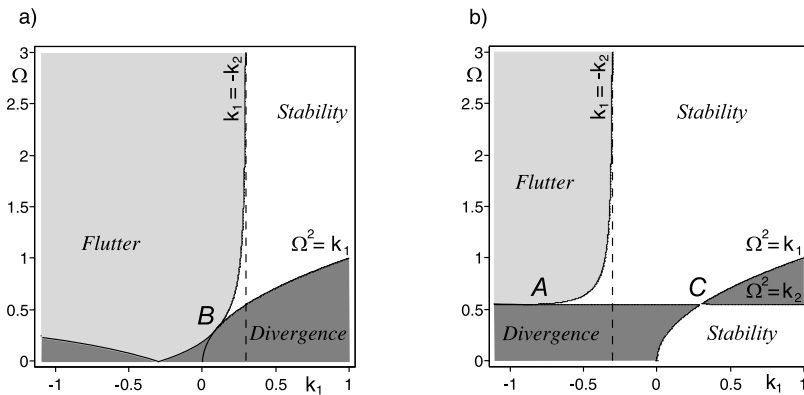 a)
3
Ω
2.5
2
1.5
1
0.5
0
k₁ = -k₂
Stability
Flutter
Ω² = k₁
B
Divergence
-1
-0.5
0
0.5
k₁
1
b)
3
Ω
2.5
2
1.5
1
0.5
0
k₁ = -k₂
Stability
Flutter
Ω² = k₁
A
C
Ω² = k₂
Divergence
Stability
-1
-0.5
0
0.5
k₁
1